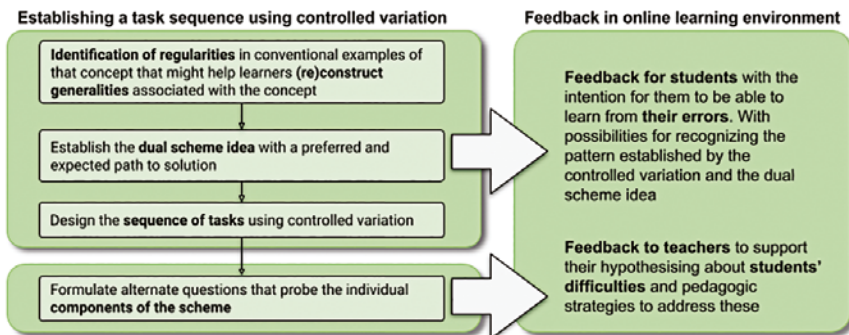 Establishing a task sequence using controlled variation
Identification of regularities in conventional examples of
that concept that might help learners (re)construct
generalities associated with the concept
Establish the dual scheme idea with a preferred and
expected path to solution
Design the sequence of tasks using controlled variation
Formulate alternate questions that probe the individual
components of the scheme
Feedback in online learning environment
Feedback for students with the
intention for them to be able to
learn from their errors. With
possibilities for recognizing the
pattern established by the
controlled variation and the dual
scheme idea
Feedback to teachers to support
their hypothesising about students'
difficulties and pedagogic
strategies to address these